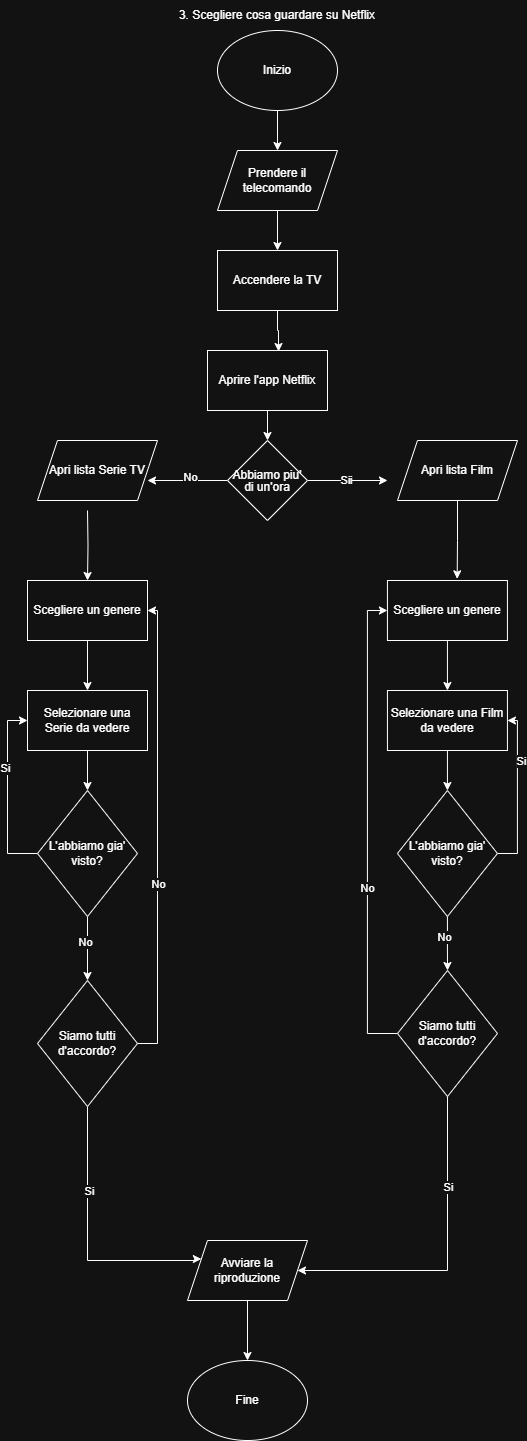 3. Scegliere cosa guardare su Netflix
Inizio
Prendere il
telecomando
Accendere la TV
Aprire l'app Netflix
Abbiamo piu'
di un'ora
No
Sii
Apri lista Serie TV
Apri lista Film
Scegliere un genere
Scegliere un genere
Selezionare una
Serie da vedere
Selezionare una Film
da vedere
Si
Si
L'abbiamo gia'
visto?
L'abbiamo gia'
visto?
No
No
No
No
Siamo tutti
d'accordo?
Siamo tutti
d'accordo?
Si
Si
Avviare la
riproduzione
Fine